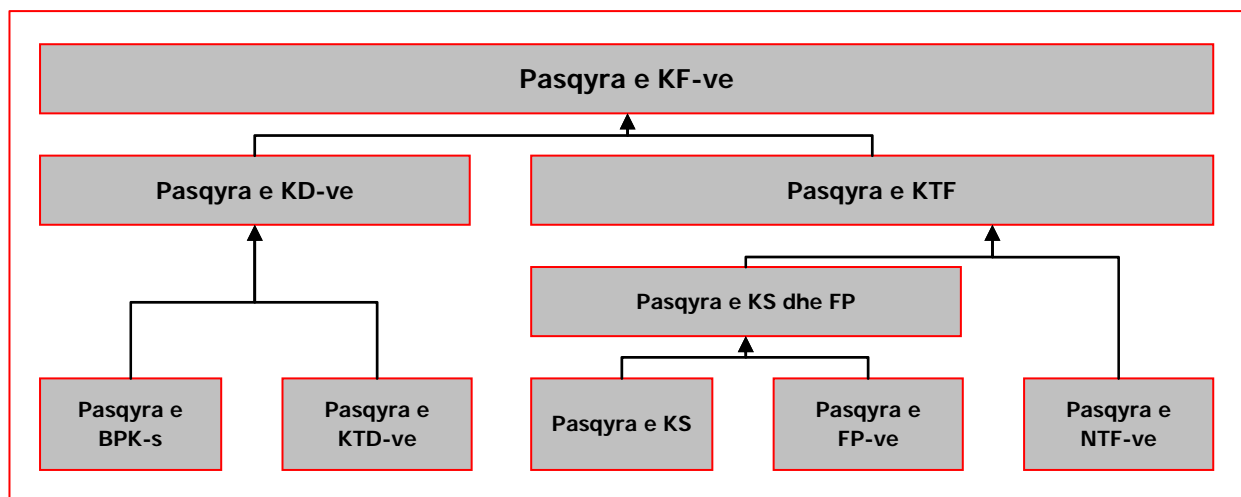 Pasqyra e KF-ve
Pasqyra e KD-ve
Pasqyra e KTF
Pasqyra e KS dhe FP
Pasqyra e
BPK-s
Pasqyra e
KTD-ve
Pasqyra e KS
Pasqyra e
FP-ve
Pasqyra e
NTF-ve